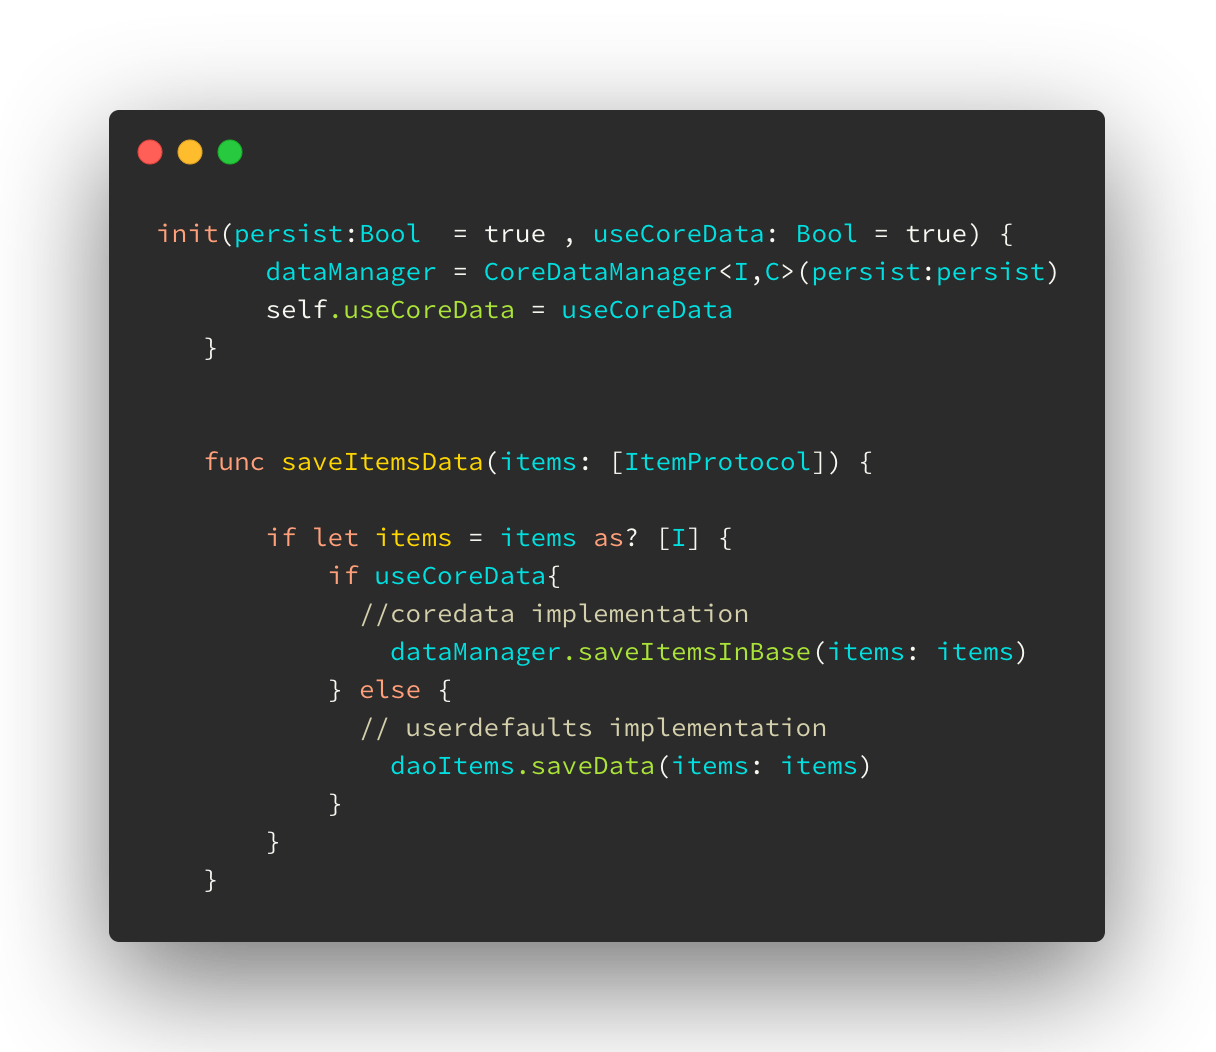 init(persist:Bool  = true , useCoreData: Bool = true) {
       dataManager = CoreDataManager<I,C>(persist:persist)
       self.useCoreData = useCoreData
   }
   func saveItemsData(items: [ItemProtocol]) {
       if let items = items as? [I] {
           if useCoreData{
             //coredata implementation
               dataManager.saveItemsInBase(items: items)
           } else {
             // userdefaults implementation
               daoItems.saveData(items: items)
           }
       }
   }